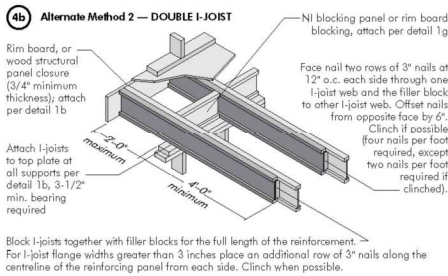 4b Alternate Method 2 — DOUBLE I-JOIST
Rim board, or
wood structural
panel closure
(3/4" minimum
thickness); attach
per detail 1b
Attach I-joists
to top plate at
all supports per
detail 1b, 3-1/2"
min. bearing
required
2'-0"
maximum
4'-0"
minimum
NI blocking panel or rim board
blocking, attach per detail 1g
Face nail two rows of 3" nails at
12" o.c. each side through one
I-joist web and the filler block
to other I-joist web. Offset nails
from opposite face by 6".
Clinch if possible
(four nails per foot
required, except
two nails per foot
required if
clinched).
Block I-joists together with filler blocks for the full length of the reinforcement.
For I-joist flange widths greater than 3 inches place an additional row of 3" nails along the
centreline of the reinforcing panel from each side. Clinch when possible.